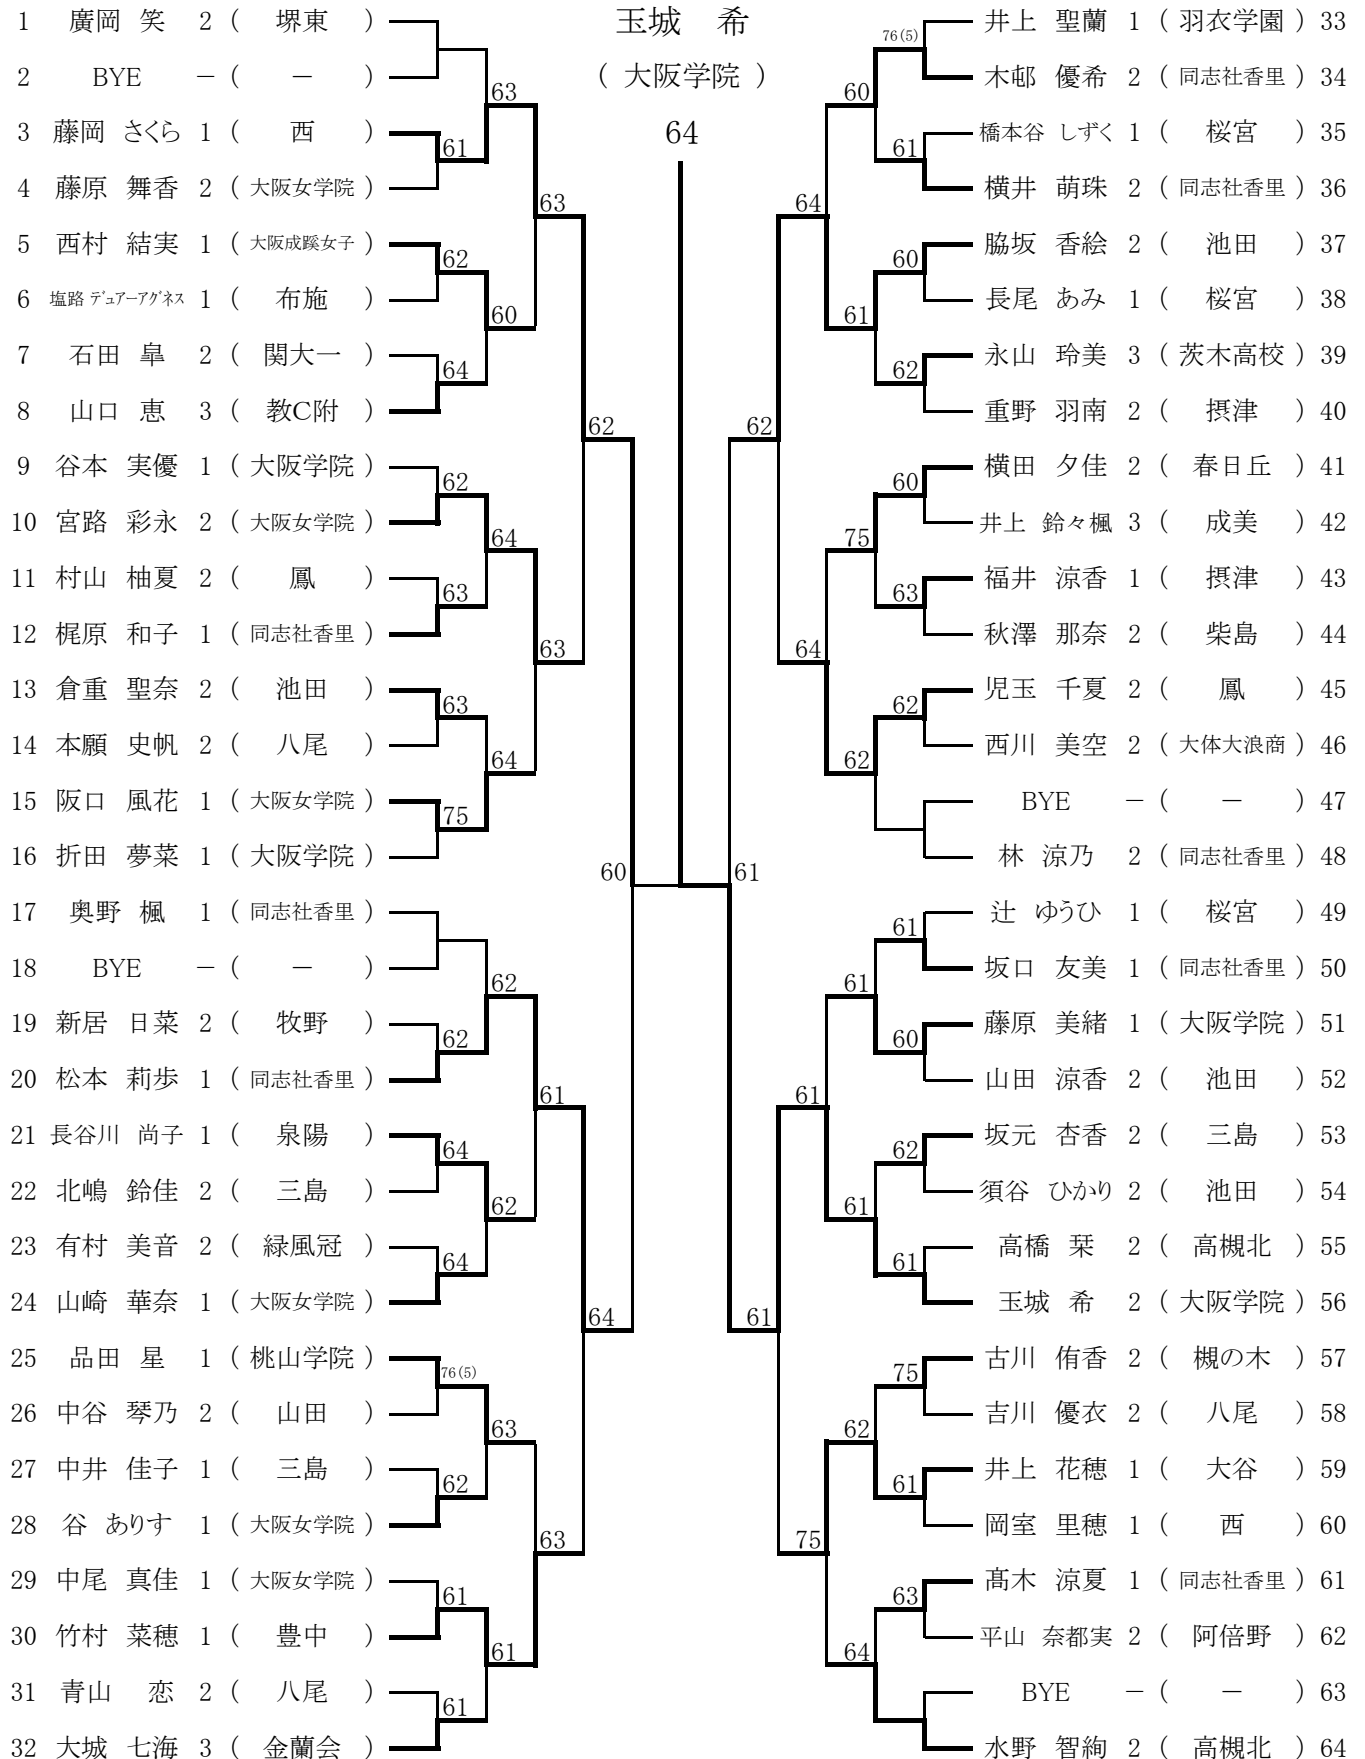 玉城 希
( 大阪学院 )
64
1 廣岡 笑 2 ( 堺東 )
2 BYE － ( － )
3 藤岡 さくら 1 ( 西 )
4 藤原 舞香 2 ( 大阪女学院 )
5 西村 結実 1 ( 大阪成蹊女子 )
6 塩路 デュアーアグネス 1 ( 布施 )
7 石田 皐 2 ( 関大一 )
8 山口 恵 3 ( 教C附 )
9 谷本 実優 1 ( 大阪学院 )
10 宮路 彩永 2 ( 大阪女学院 )
11 村山 柚夏 2 ( 鳳 )
12 梶原 和子 1 ( 同志社香里 )
13 倉重 聖奈 2 ( 池田 )
14 本願 史帆 2 ( 八尾 )
15 阪口 風花 1 ( 大阪女学院 )
16 折田 夢菜 1 ( 大阪学院 )
17 奥野 楓 1 ( 同志社香里 )
18 BYE － ( － )
19 新居 日菜 2 ( 牧野 )
20 松本 莉歩 1 ( 同志社香里 )
21 長谷川 尚子 1 ( 泉陽 )
22 北嶋 鈴佳 2 ( 三島 )
23 有村 美音 2 ( 緑風冠 )
24 山崎 華奈 1 ( 大阪女学院 )
25 品田 星 1 ( 桃山学院 )
26 中谷 琴乃 2 ( 山田 )
27 中井 佳子 1 ( 三島 )
28 谷 ありす 1 ( 大阪女学院 )
29 中尾 真佳 1 ( 大阪女学院 )
30 竹村 菜穂 1 ( 豊中 )
31 青山 恋 2 ( 八尾 )
32 大城 七海 3 ( 金蘭会 )
61
62
64
62
63
63
75
62
64
64
76(5)
62
61
61
63
60
64
64
62
62
63
61
63
63
61
63
62
64
60
61
62
61
62
61
64
64
61
75
60
61
75
62
61
61
62
64
76(5)
61
60
62
60
63
62
61
60
62
61
75
61
63
井上 聖蘭 1 ( 羽衣学園 ) 33
木邨 優希 2 ( 同志社香里 ) 34
橋本谷 しずく 1 ( 桜宮 ) 35
横井 萌珠 2 ( 同志社香里 ) 36
脇坂 香絵 2 ( 池田 ) 37
長尾 あみ 1 ( 桜宮 ) 38
永山 玲美 3 ( 茨木高校 ) 39
重野 羽南 2 ( 摂津 ) 40
横田 夕佳 2 ( 春日丘 ) 41
井上 鈴々楓 3 ( 成美 ) 42
福井 涼香 1 ( 摂津 ) 43
秋澤 那奈 2 ( 柴島 ) 44
児玉 千夏 2 ( 鳳 ) 45
西川 美空 2 ( 大体大浪商 ) 46
BYE － ( － ) 47
林 涼乃 2 ( 同志社香里 ) 48
辻 ゆうひ 1 ( 桜宮 ) 49
坂口 友美 1 ( 同志社香里 ) 50
藤原 美緒 1 ( 大阪学院 ) 51
山田 涼香 2 ( 池田 ) 52
坂元 杏香 2 ( 三島 ) 53
須谷 ひかり 2 ( 池田 ) 54
高橋 栞 2 ( 高槻北 ) 55
玉城 希 2 ( 大阪学院 ) 56
古川 侑香 2 ( 槻の木 ) 57
吉川 優衣 2 ( 八尾 ) 58
井上 花穂 1 ( 大谷 ) 59
岡室 里穂 1 ( 西 ) 60
髙木 涼夏 1 ( 同志社香里 ) 61
平山 奈都実 2 ( 阿倍野 ) 62
BYE － ( － ) 63
水野 智絢 2 ( 高槻北 ) 64